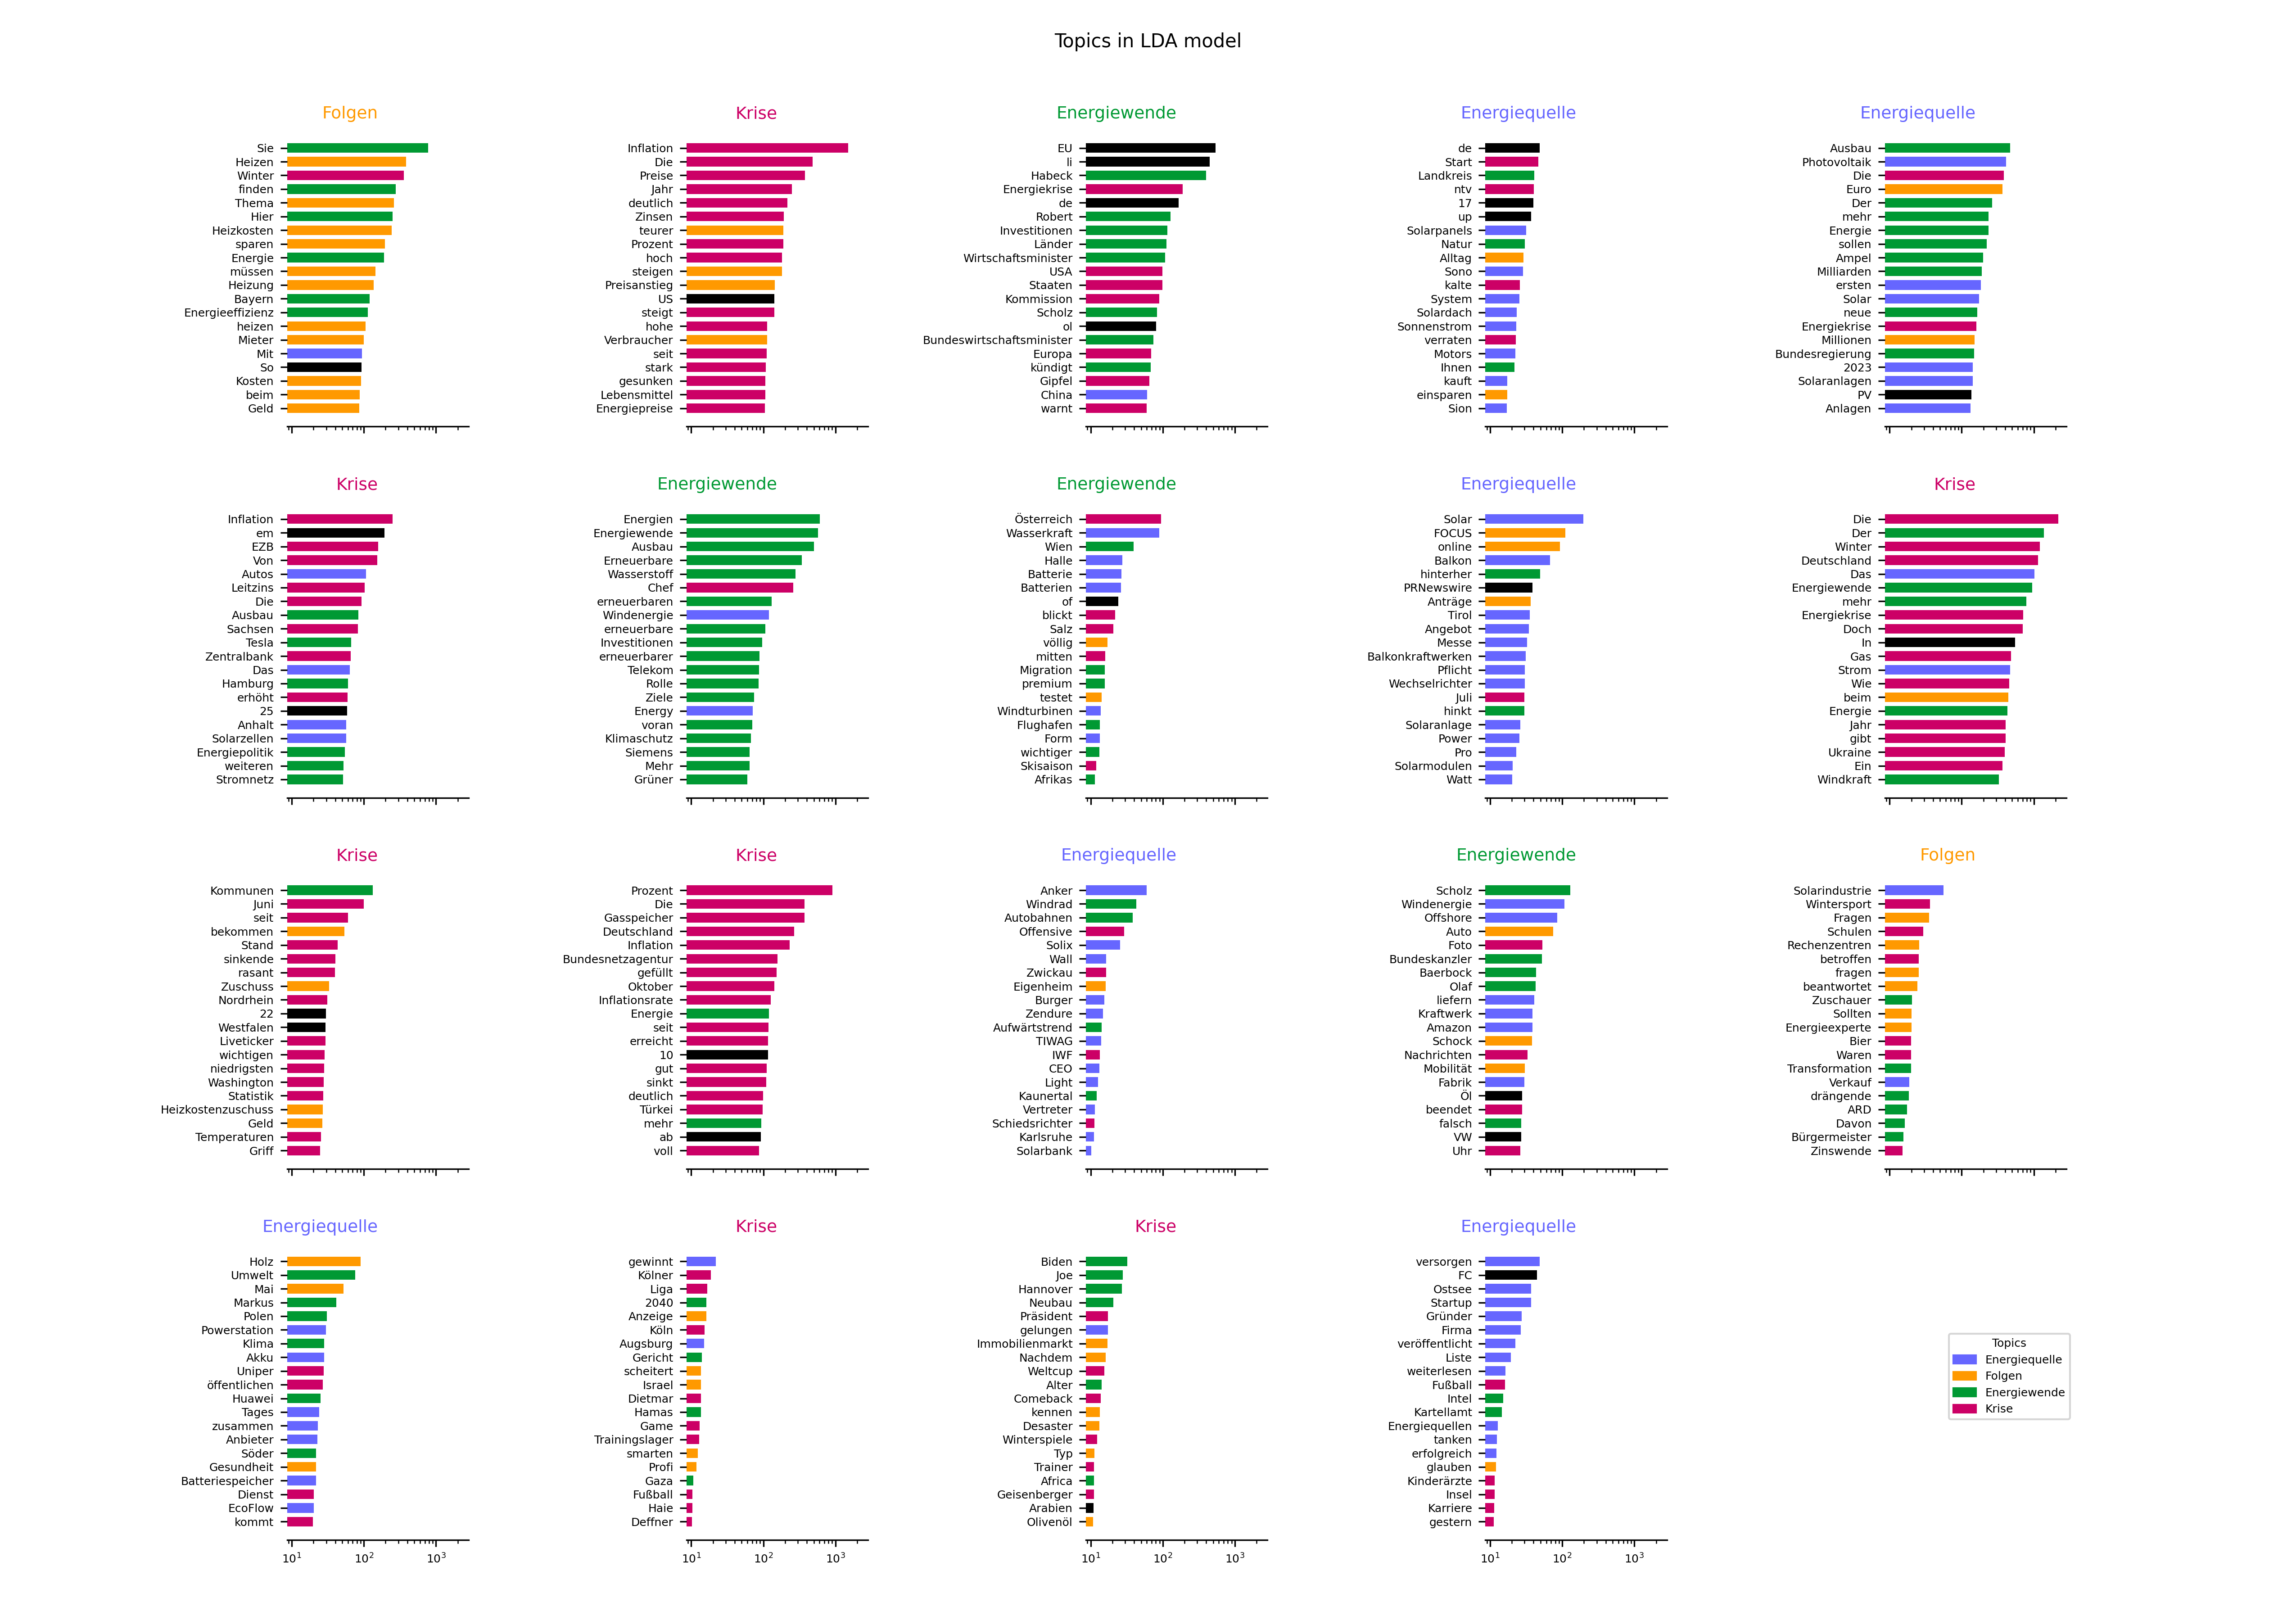 Topics in LDA model
Folgen
Sie
Heizen
Winter
finden
Thema
Hier
Heizkosten
sparen
Energie
müssen
Heizung
Bayern
Energieeffizienz
heizen
Mieter
Mit
So
Kosten
beim
Geld
Krise
Inflation
Die
Preise
Jahr
deutlich
Zinsen
teurer
Prozent
hoch
steigen
Preisanstieg
US
steigt
hohe
Verbraucher
seit
stark
gesunken
Lebensmittel
Energiepreise
Energiewende
EU
li
Habeck
Energiekrise
de
Robert
Investitionen
Länder
Wirtschaftsminister
USA
Staaten
Kommission
Scholz
ol
Bundeswirtschaftsminister
Europa
kündigt
Gipfel
China
warnt
Energiequelle
de
Start
Landkreis
ntv
17
up
Solarpanels
Natur
Alltag
Sono
kalte
System
Solardach
Sonnenstrom
verraten
Motors
Ihnen
kauft
einsparen
Sion
Energiequelle
Ausbau
Photovoltaik
Die
Euro
Der
mehr
Energie
sollen
Ampel
Milliarden
ersten
Solar
neue
Energiekrise
Millionen
Bundesregierung
2023
Solaranlagen
PV
Anlagen
Krise
Inflation
em
EZB
Von
Autos
Leitzins
Die
Ausbau
Sachsen
Tesla
Zentralbank
Das
Hamburg
erhöht
25
Anhalt
Solarzellen
Energiepolitik
weiteren
Stromnetz
Energiewende
Energien
Energiewende
Ausbau
Erneuerbare
Wasserstoff
Chef
erneuerbaren
Windenergie
erneuerbare
Investitionen
erneuerbarer
Telekom
Rolle
Ziele
Energy
voran
Klimaschutz
Siemens
Mehr
Grüner
Energiewende
Österreich
Wasserkraft
Wien
Halle
Batterie
Batterien
of
blickt
Salz
völlig
mitten
Migration
premium
testet
Windturbinen
Flughafen
Form
wichtiger
Skisaison
Afrikas
Energiequelle
Solar
FOCUS
online
Balkon
hinterher
PRNewswire
Anträge
Tirol
Angebot
Messe
Balkonkraftwerken
Pflicht
Wechselrichter
Juli
hinkt
Solaranlage
Power
Pro
Solarmodulen
Watt
Krise
Die
Der
Winter
Deutschland
Das
Energiewende
mehr
Energiekrise
Doch
In
Gas
Strom
Wie
beim
Energie
Jahr
gibt
Ukraine
Ein
Windkraft
Krise
Kommunen
Juni
seit
bekommen
Stand
sinkende
rasant
Zuschuss
Nordrhein
22
Westfalen
Liveticker
wichtigen
niedrigsten
Washington
Statistik
Heizkostenzuschuss
Geld
Temperaturen
Griff
Krise
Prozent
Die
Gasspeicher
Deutschland
Inflation
Bundesnetzagentur
gefüllt
Oktober
Inflationsrate
Energie
seit
erreicht
10
gut
sinkt
deutlich
Türkei
mehr
ab
voll
Energiequelle
Anker
Windrad
Autobahnen
Offensive
Solix
Wall
Zwickau
Eigenheim
Burger
Zendure
Aufwärtstrend
TIWAG
IWF
CEO
Light
Kaunertal
Vertreter
Schiedsrichter
Karlsruhe
Solarbank
Energiewende
Scholz
Windenergie
Offshore
Auto
Foto
Bundeskanzler
Baerbock
Olaf
liefern
Kraftwerk
Amazon
Schock
Nachrichten
Mobilität
Fabrik
Öl
beendet
falsch
VW
Uhr
Folgen
Solarindustrie
Wintersport
Fragen
Schulen
Rechenzentren
betroffen
fragen
beantwortet
Zuschauer
Sollten
Energieexperte
Bier
Waren
Transformation
Verkauf
drängende
ARD
Davon
Bürgermeister
Zinswende
Energiequelle
Holz
Umwelt
Mai
Markus
Polen
Powerstation
Klima
Akku
Uniper
öffentlichen
Huawei
Tages
zusammen
Anbieter
Söder
Gesundheit
Batteriespeicher
Dienst
EcoFlow
kommt
10¹ 10² 10³
Krise
gewinnt
Kölner
Liga
2040
Anzeige
Köln
Augsburg
Gericht
scheitert
Israel
Dietmar
Hamas
Game
Trainingslager
smarten
Profi
Gaza
Fußball
Haie
Deffner
10¹ 10² 10³
Krise
Biden
Joe
Hannover
Neubau
Präsident
gelungen
Immobilienmarkt
Nachdem
Weltcup
Alter
Comeback
kennen
Desaster
Winterspiele
Typ
Trainer
Africa
Geisenberger
Arabien
Olivenöl
10¹ 10² 10³
Energiequelle
versorgen
FC
Ostsee
Startup
Gründer
Firma
veröffentlicht
Liste
weiterlesen
Fußball
Intel
Kartellamt
Energiequellen
tanken
erfolgreich
glauben
Kinderärzte
Insel
Karriere
gestern
10¹ 10² 10³
Topics
Energiequelle
Folgen
Energiewende
Krise